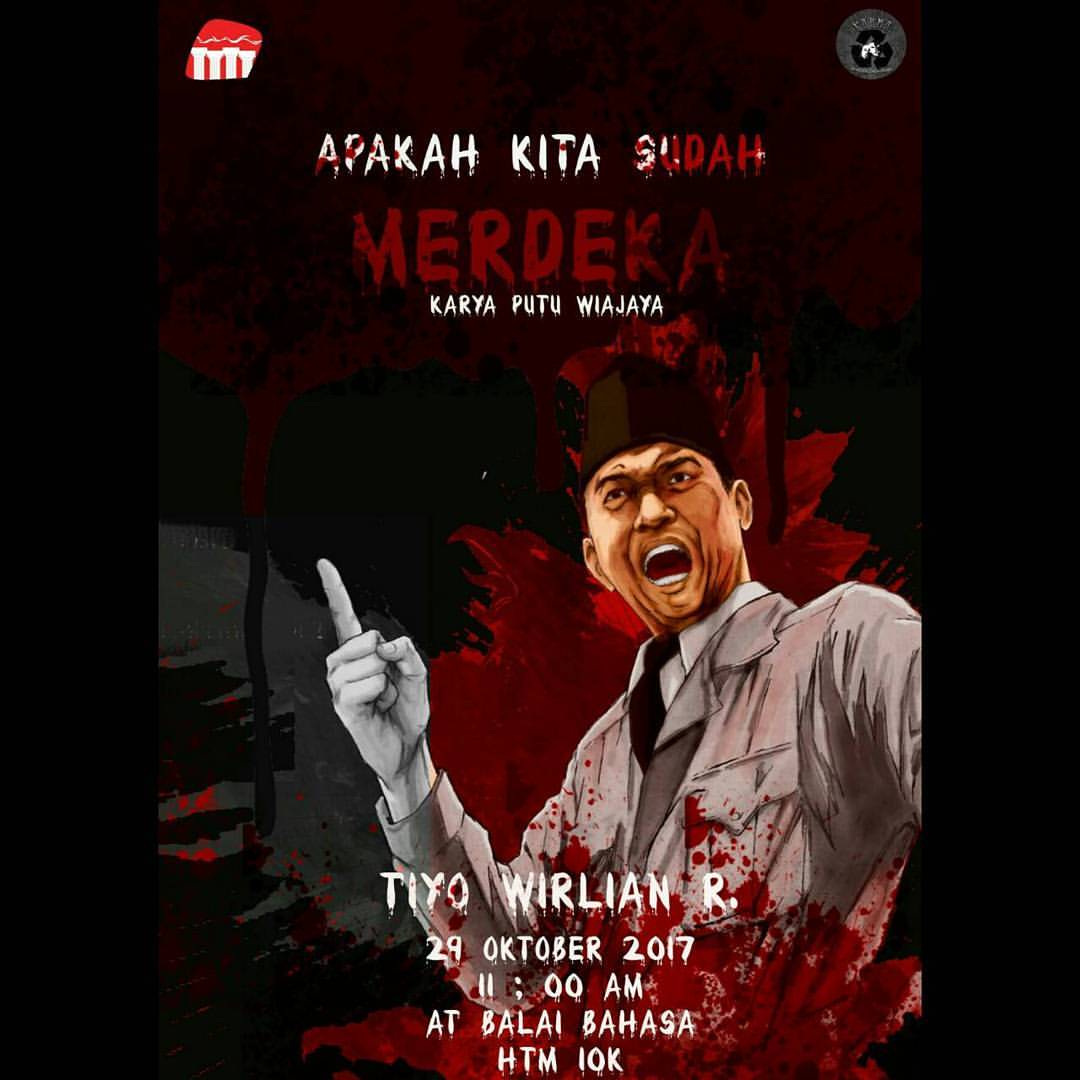 APAKAH KITA SUDAH
MERDEKA
KARYA PUTU WIAJAYA
TIYO WIRLIAN R.
29 OKTOBER 2017
11 ; 00 AM
AT BALAI BAHASA
HTM 10K